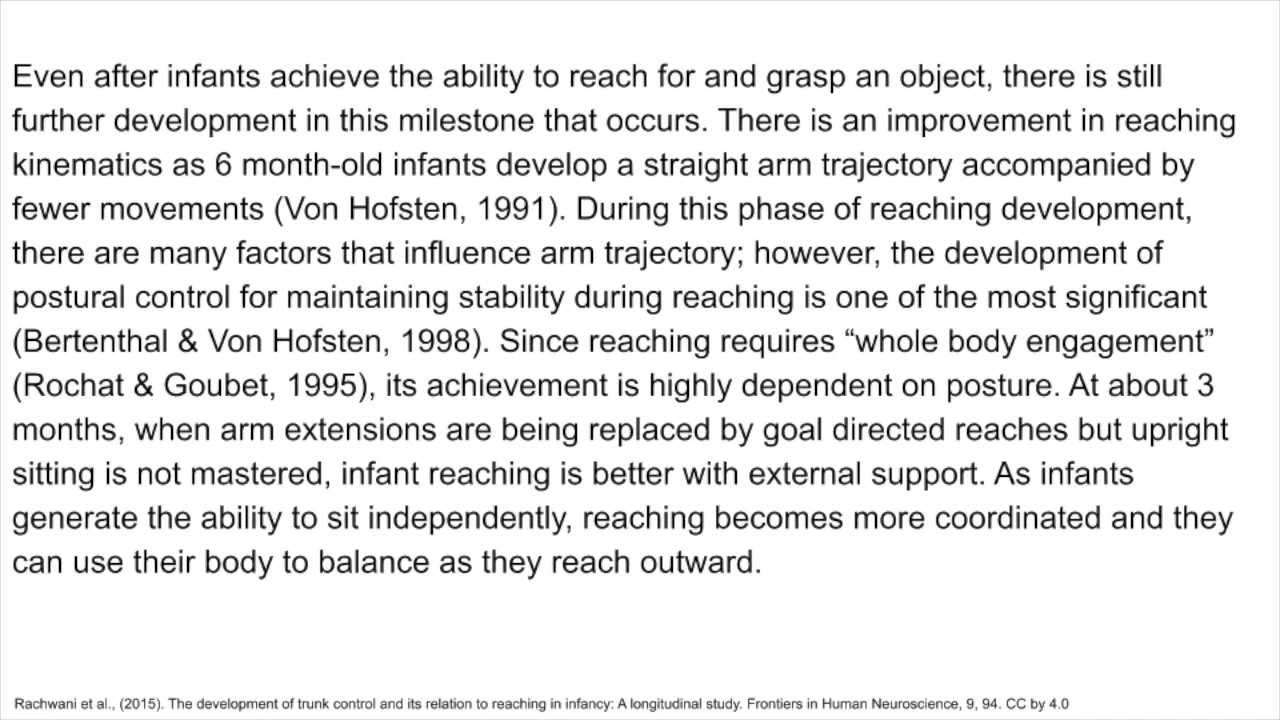 Even after infants achieve the ability to reach for and grasp an object, there is still
further development in this milestone that occurs. There is an improvement in reaching
kinematics as 6 month-old infants develop a straight arm trajectory accompanied by
fewer movements (Von Hofsten, 1991). During this phase of reaching development,
there are many factors that influence arm trajectory; however, the development of
postural control for maintaining stability during reaching is one of the most significant
(Bertenthal & Von Hofsten, 1998). Since reaching requires “whole body engagement”
(Rochat & Goubet, 1995), its achievement is highly dependent on posture. At about 3
months, when arm extensions are being replaced by goal directed reaches but upright
sitting is not mastered, infant reaching is better with external support. As infants
generate the ability to sit independently, reaching becomes more coordinated and they
can use their body to balance as they reach outward.
Rachwani et al., (2015). The development of trunk control and its relation to reaching in infancy: A longitudinal study. Frontiers in Human Neuroscience, 9, 94. CC by 4.0